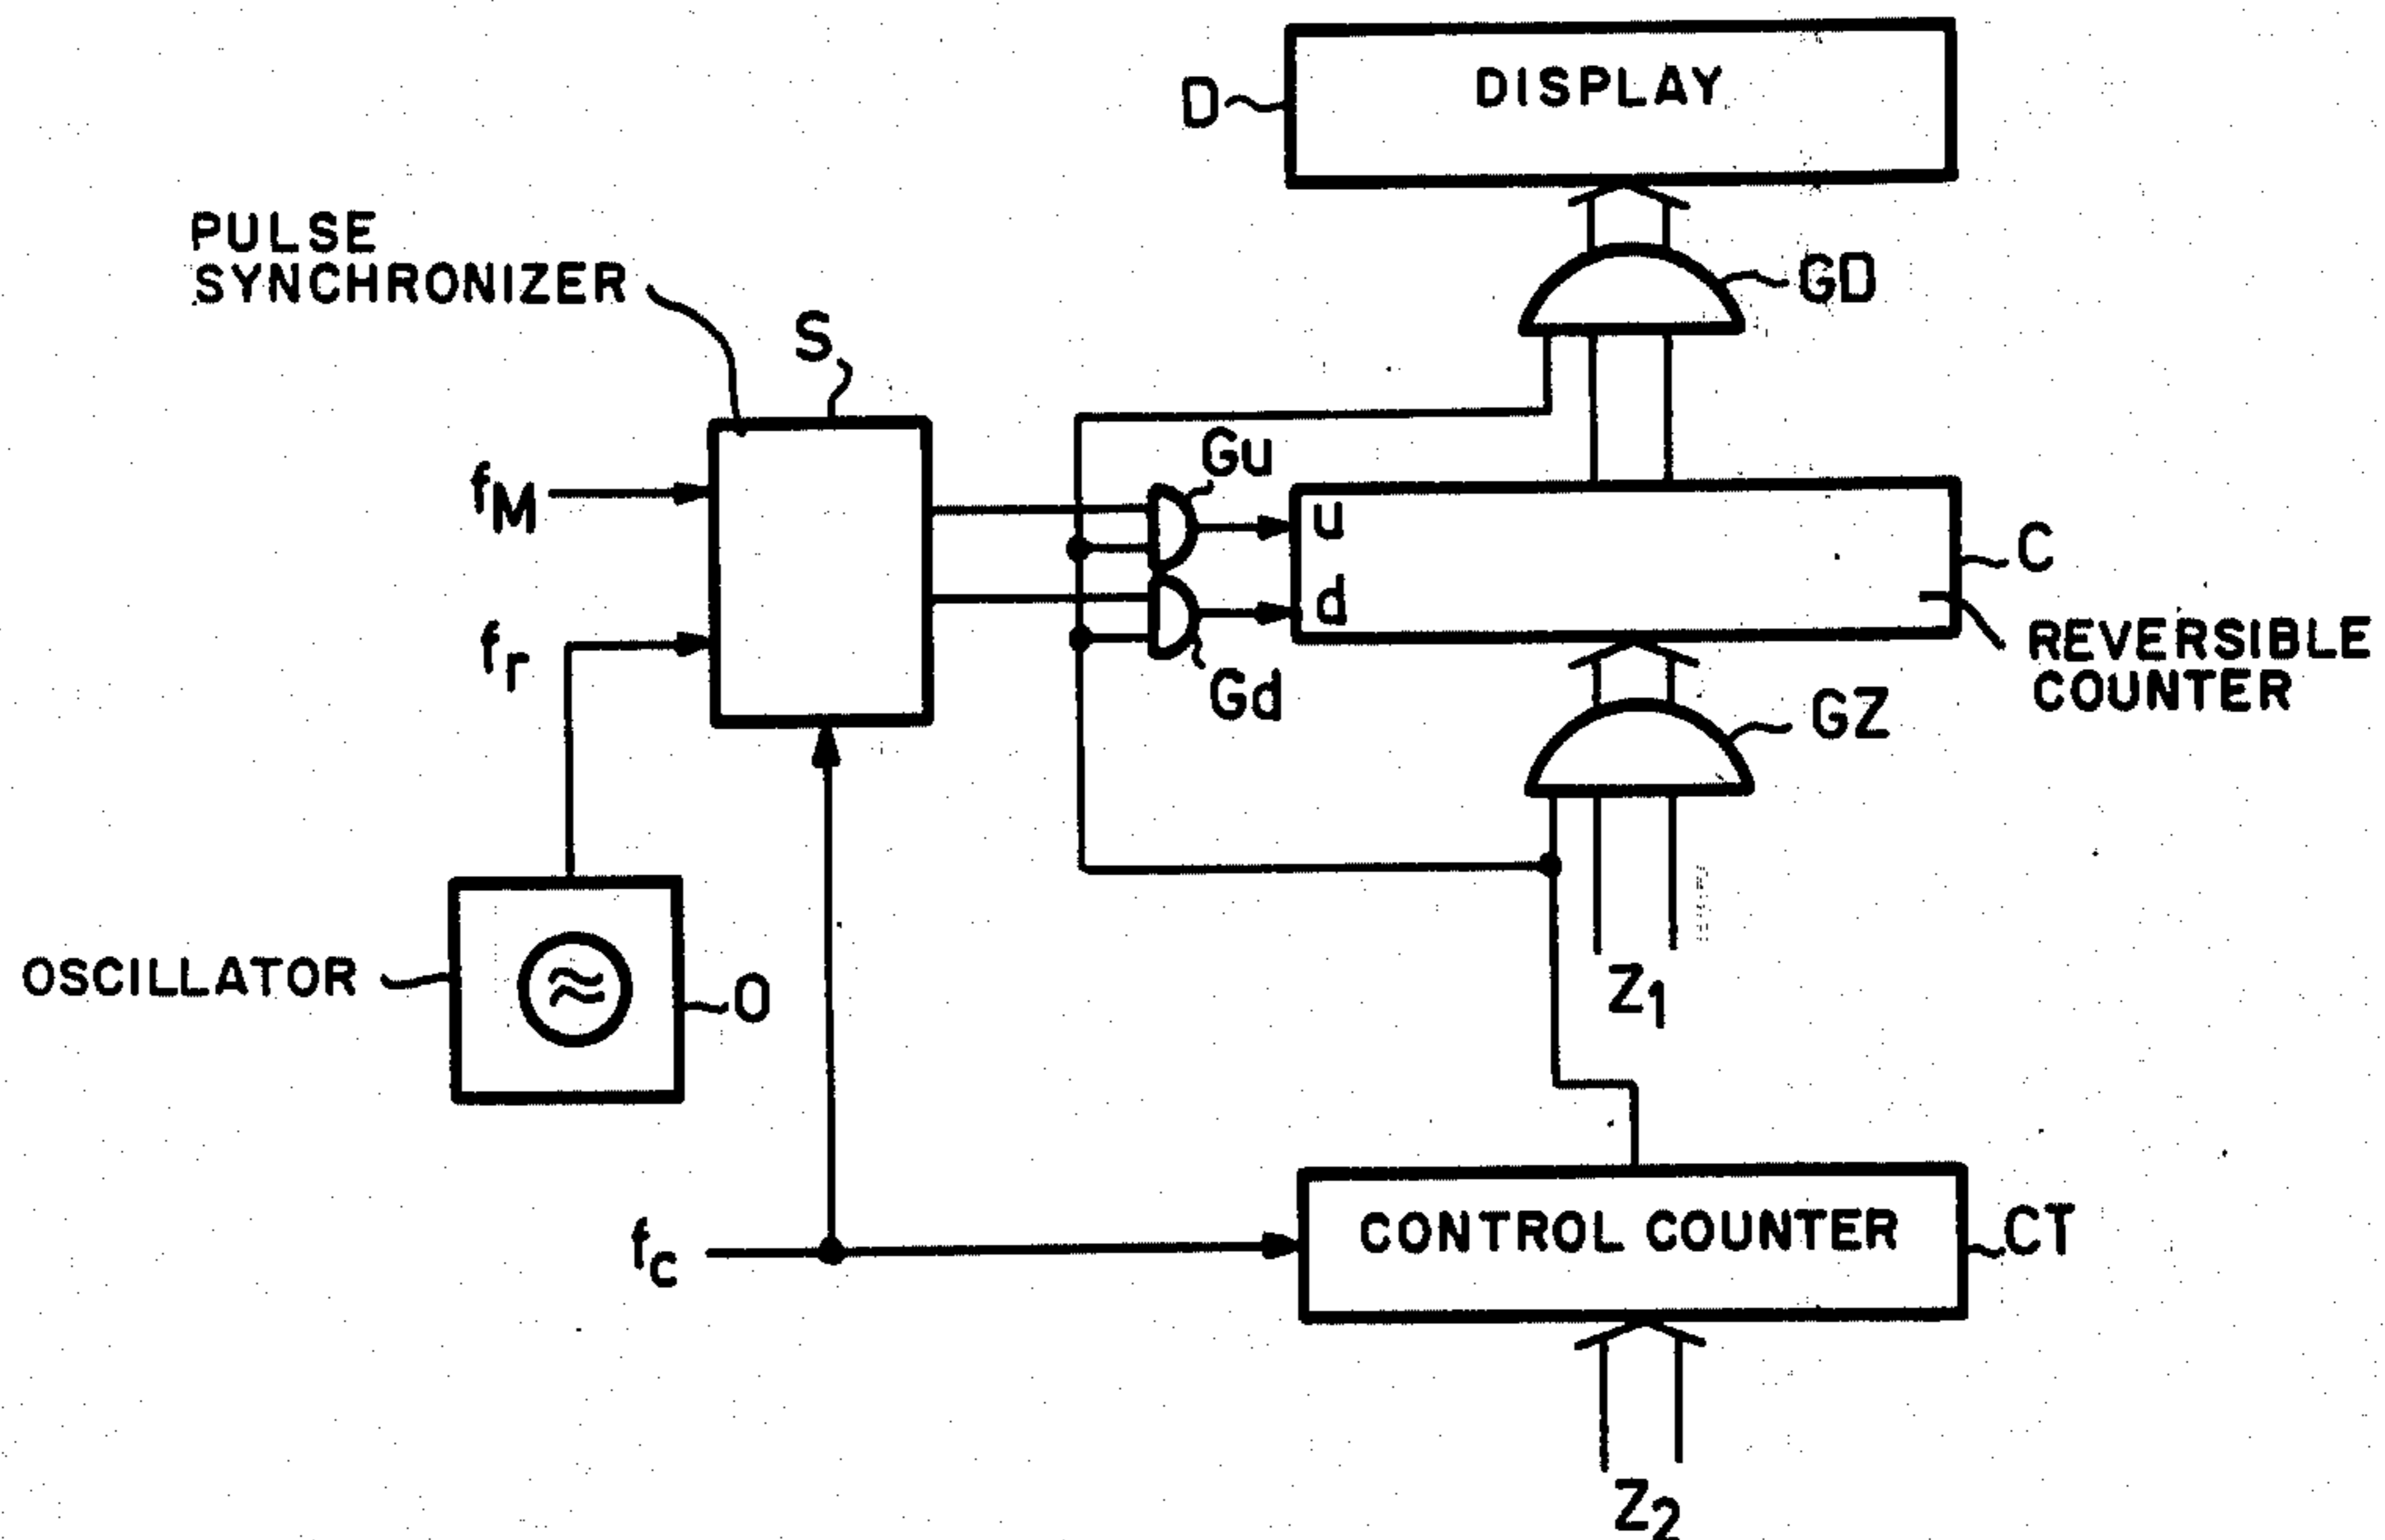 DISPLAY
D
PULSE
SYNCHRONIZER
GD
S
Gu
fM
u
C
d
fr
REVERSIBLE
COUNTER
Gd
GZ
OSCILLATOR
O
Z1
fc
CONTROL COUNTER
CT
Z2